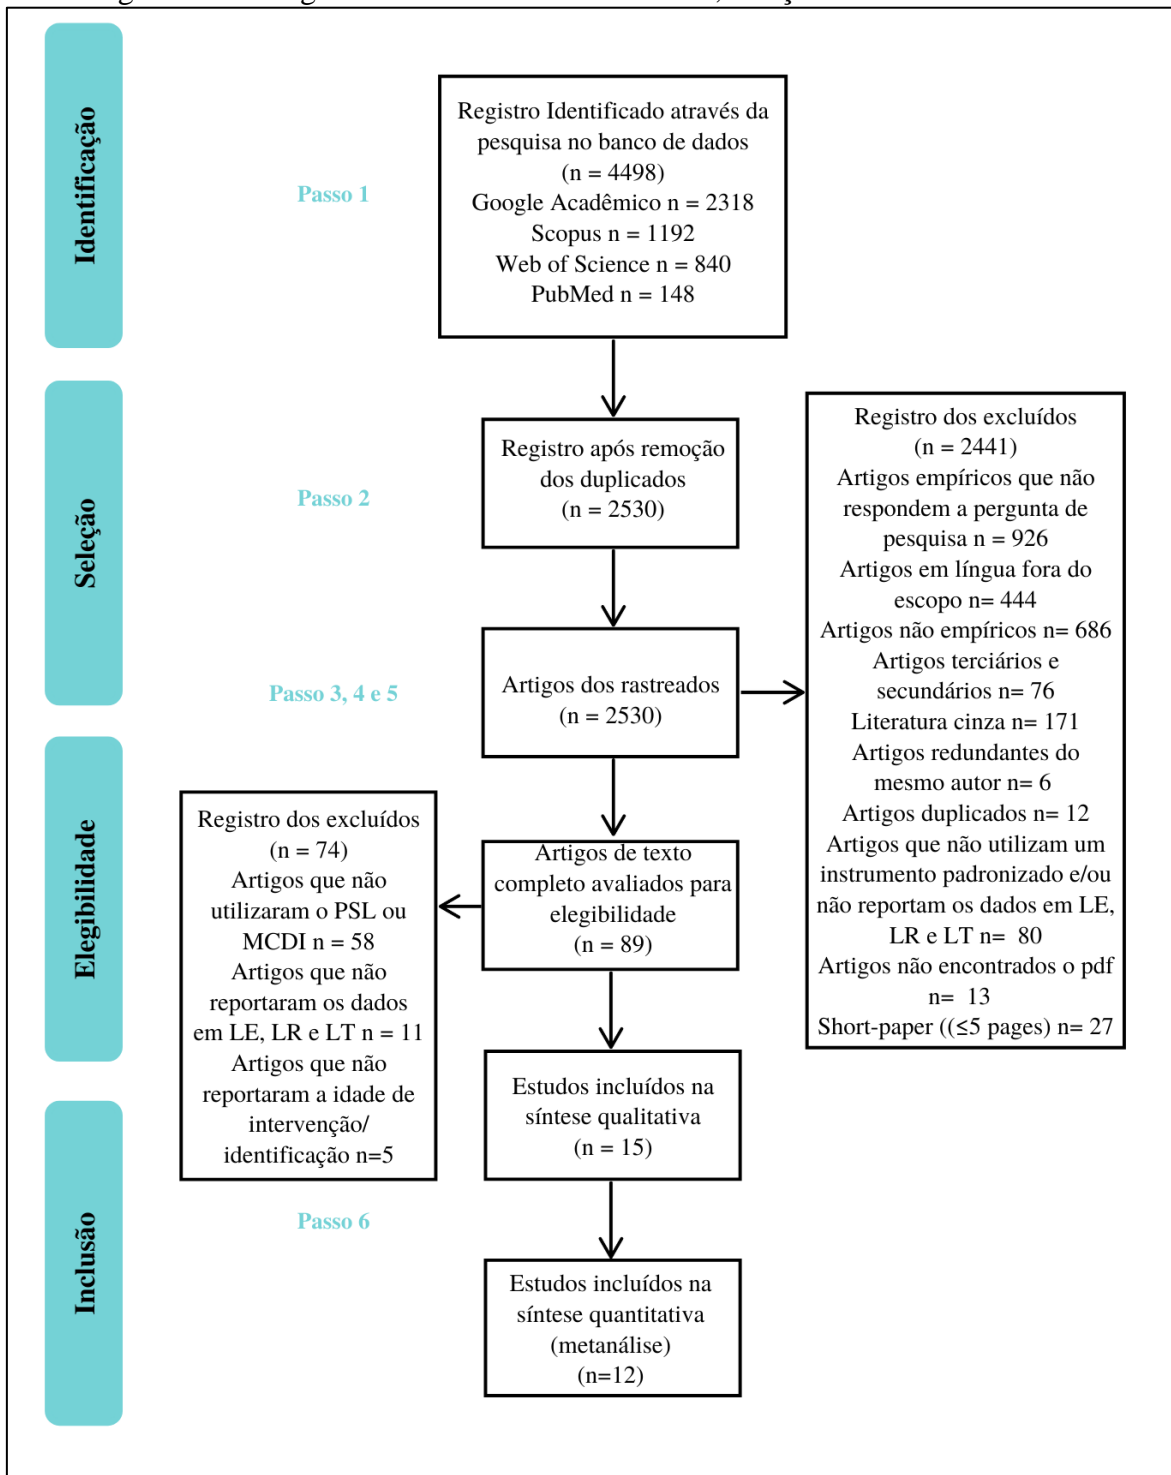 Identificação
Passo 1
Registro Identificado através da
pesquisa no banco de dados
(n = 4498)
Google Acadêmico n = 2318
Scopus n = 1192
Web of Science n = 840
PubMed n = 148
Seleção
Passo 2
Registro após remoção
dos duplicados
(n = 2530)
Passo 3, 4 e 5
Artigos dos rastreados
(n = 2530)
Registro dos excluídos
(n = 2441)
Artigos empíricos que não
respondem a pergunta de
pesquisa n = 926
Artigos em língua fora do
escopo n= 444
Artigos não empíricos n= 686
Artigos terciários e
secundários n= 76
Literatura cinza n= 171
Artigos redundantes do
mesmo autor n= 6
Artigos duplicados n= 12
Artigos que não utilizam um
instrumento padronizado e/ou
não reportam os dados em LE,
LR e LT n=  80
Artigos não encontrados o pdf
n=  13
Short-paper ((≤5 pages) n= 27
Elegibilidade
Registro dos excluídos
(n = 74)
Artigos que não
utilizaram o PSL ou
MCDI n = 58
Artigos que não
reportaram os dados
em LE, LR e LT n = 11
Artigos que não
reportaram a idade de
intervenção/
identificação n=5
Artigos de texto
completo avaliados para
elegibilidade
(n = 89)
Estudos incluídos na
síntese qualitativa
(n = 15)
Inclusão
Passo 6
Estudos incluídos na
síntese quantitativa
(metanálise)
(n=12)